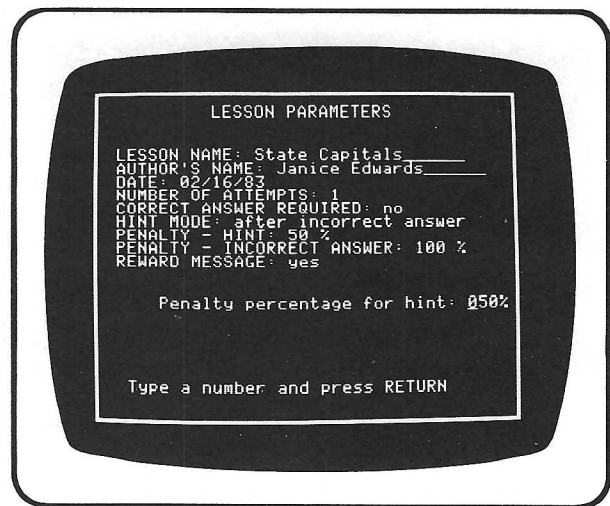 LESSON PARAMETERS
LESSON NAME: State Capitals______
AUTHOR'S NAME: Janice Edwards______
DATE: 02/16/83
NUMBER OF ATTEMPTS: 1
CORRECT ANSWER REQUIRED: no
HINT MODE: after incorrect answer
PENALTY - HINT: 50 %
PENALTY - INCORRECT ANSWER: 100 %
REWARD MESSAGE: yes
Penalty percentage for hint: 050%
Type a number and press RETURN